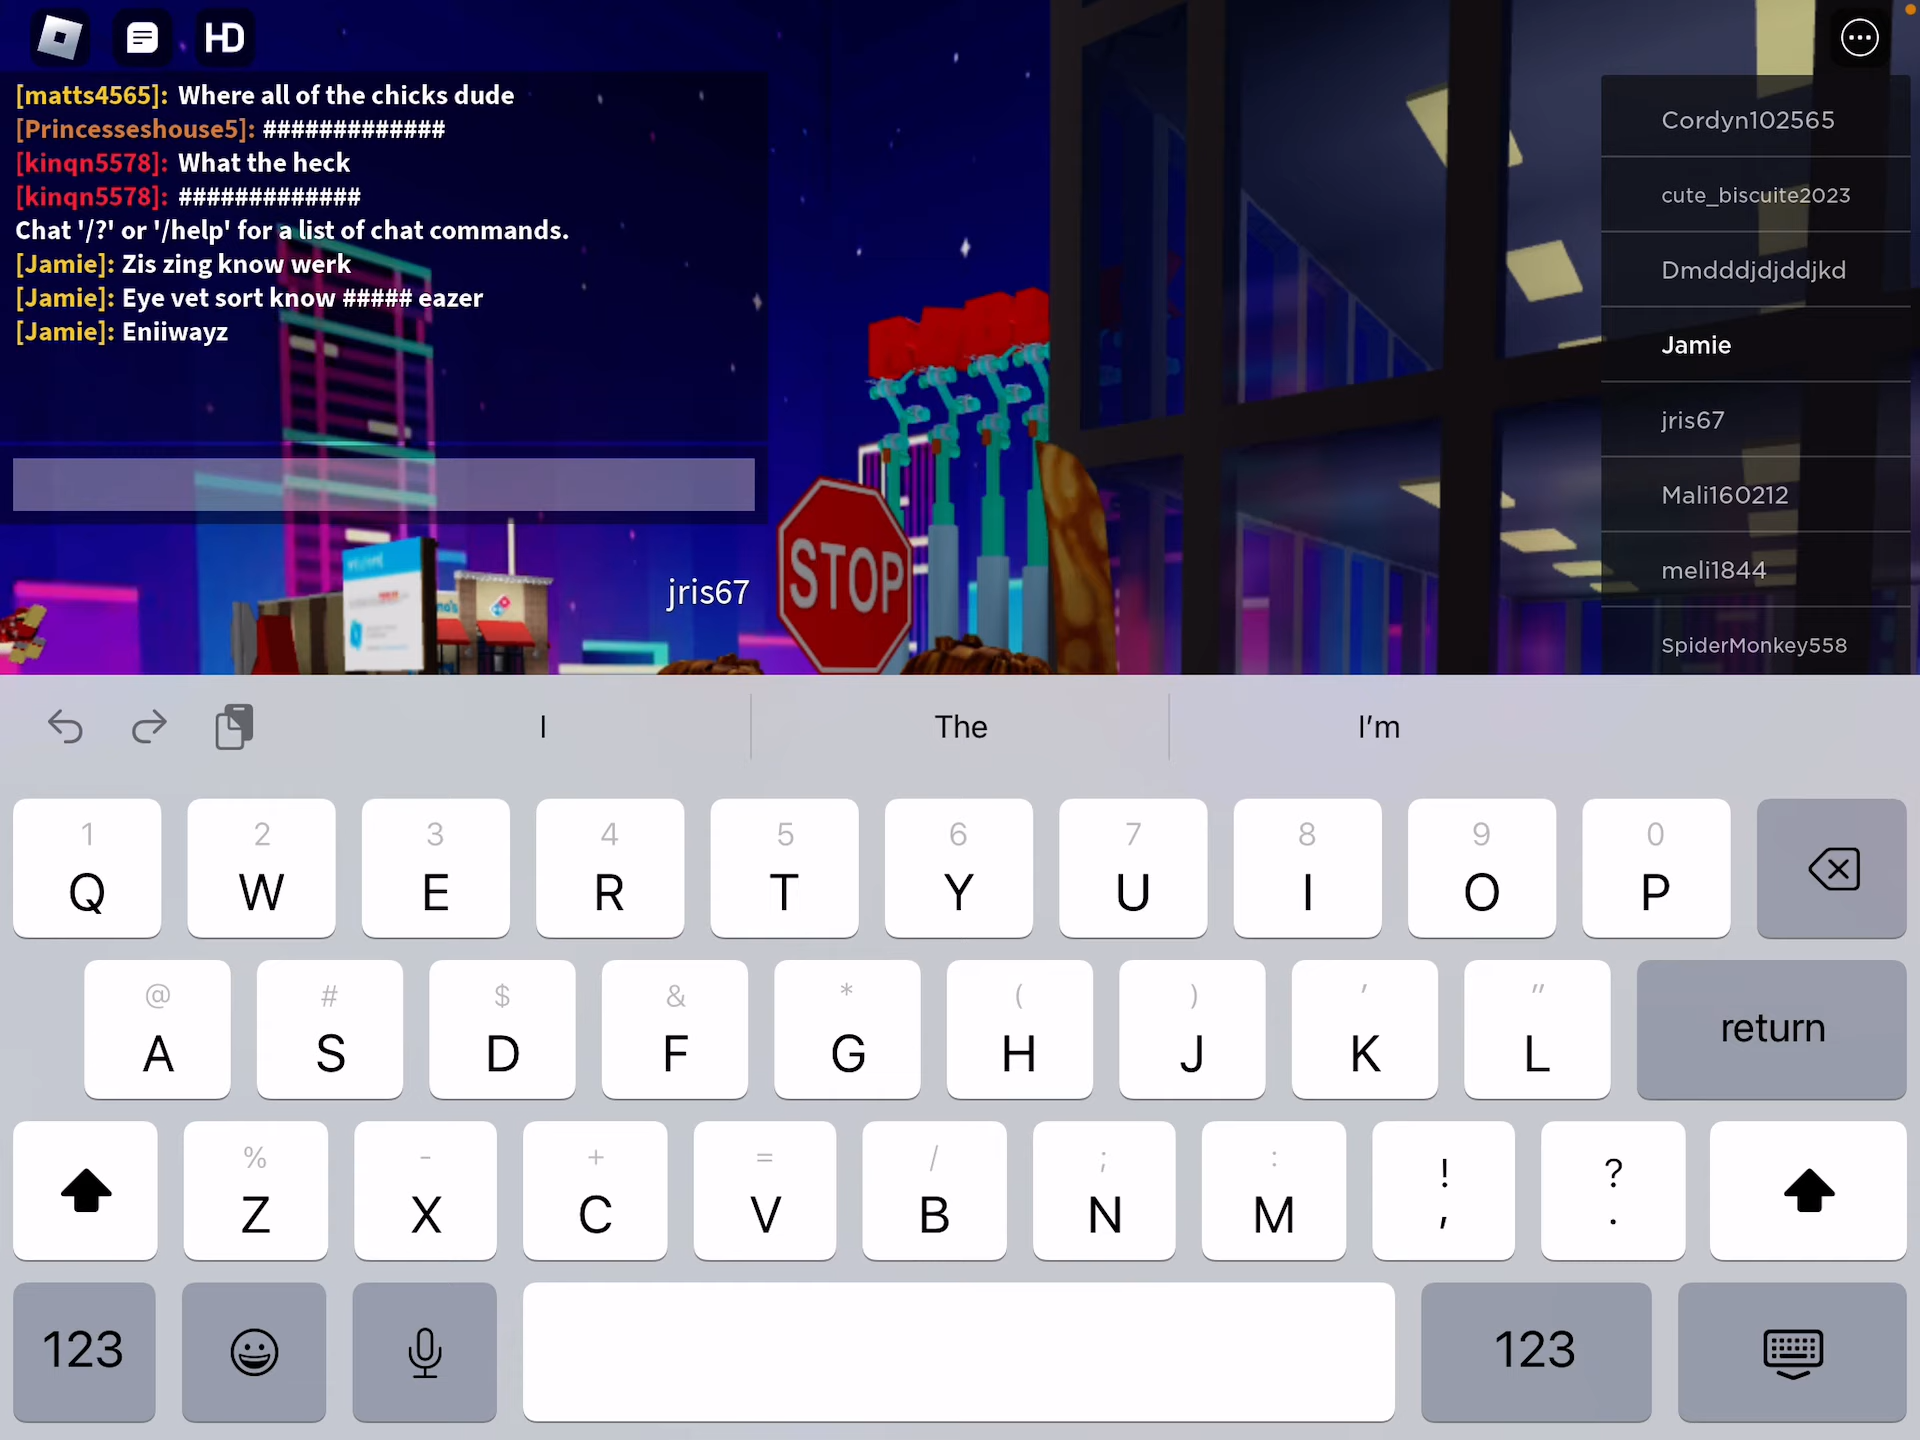 HD
[matts4565]: Where all of the chicks dude
[Princesseshouse5]: #############
[kinqn5578]: What the heck
[kinqn5578]: #############
Chat '/?' or '/help' for a list of chat commands.
[Jamie]: Zis zing know werk
[Jamie]: Eye vet sort know ##### eazer
[Jamie]: Eniiwayz
Cordyn102565
cute_biscuite2023
Dmdddjdjddjkd
Jamie
jris67
Mali160212
meli1844
SpiderMonkey558
jris67
STOP
I The I'm
1 2 3 4 5 6 7 8 9 0
Q W E R T Y U I O P
@ # $ & * ( ) ' "
A S D F G H J K L return
% - + = / ; : ! ?
Z X C V B N M , .
123 123